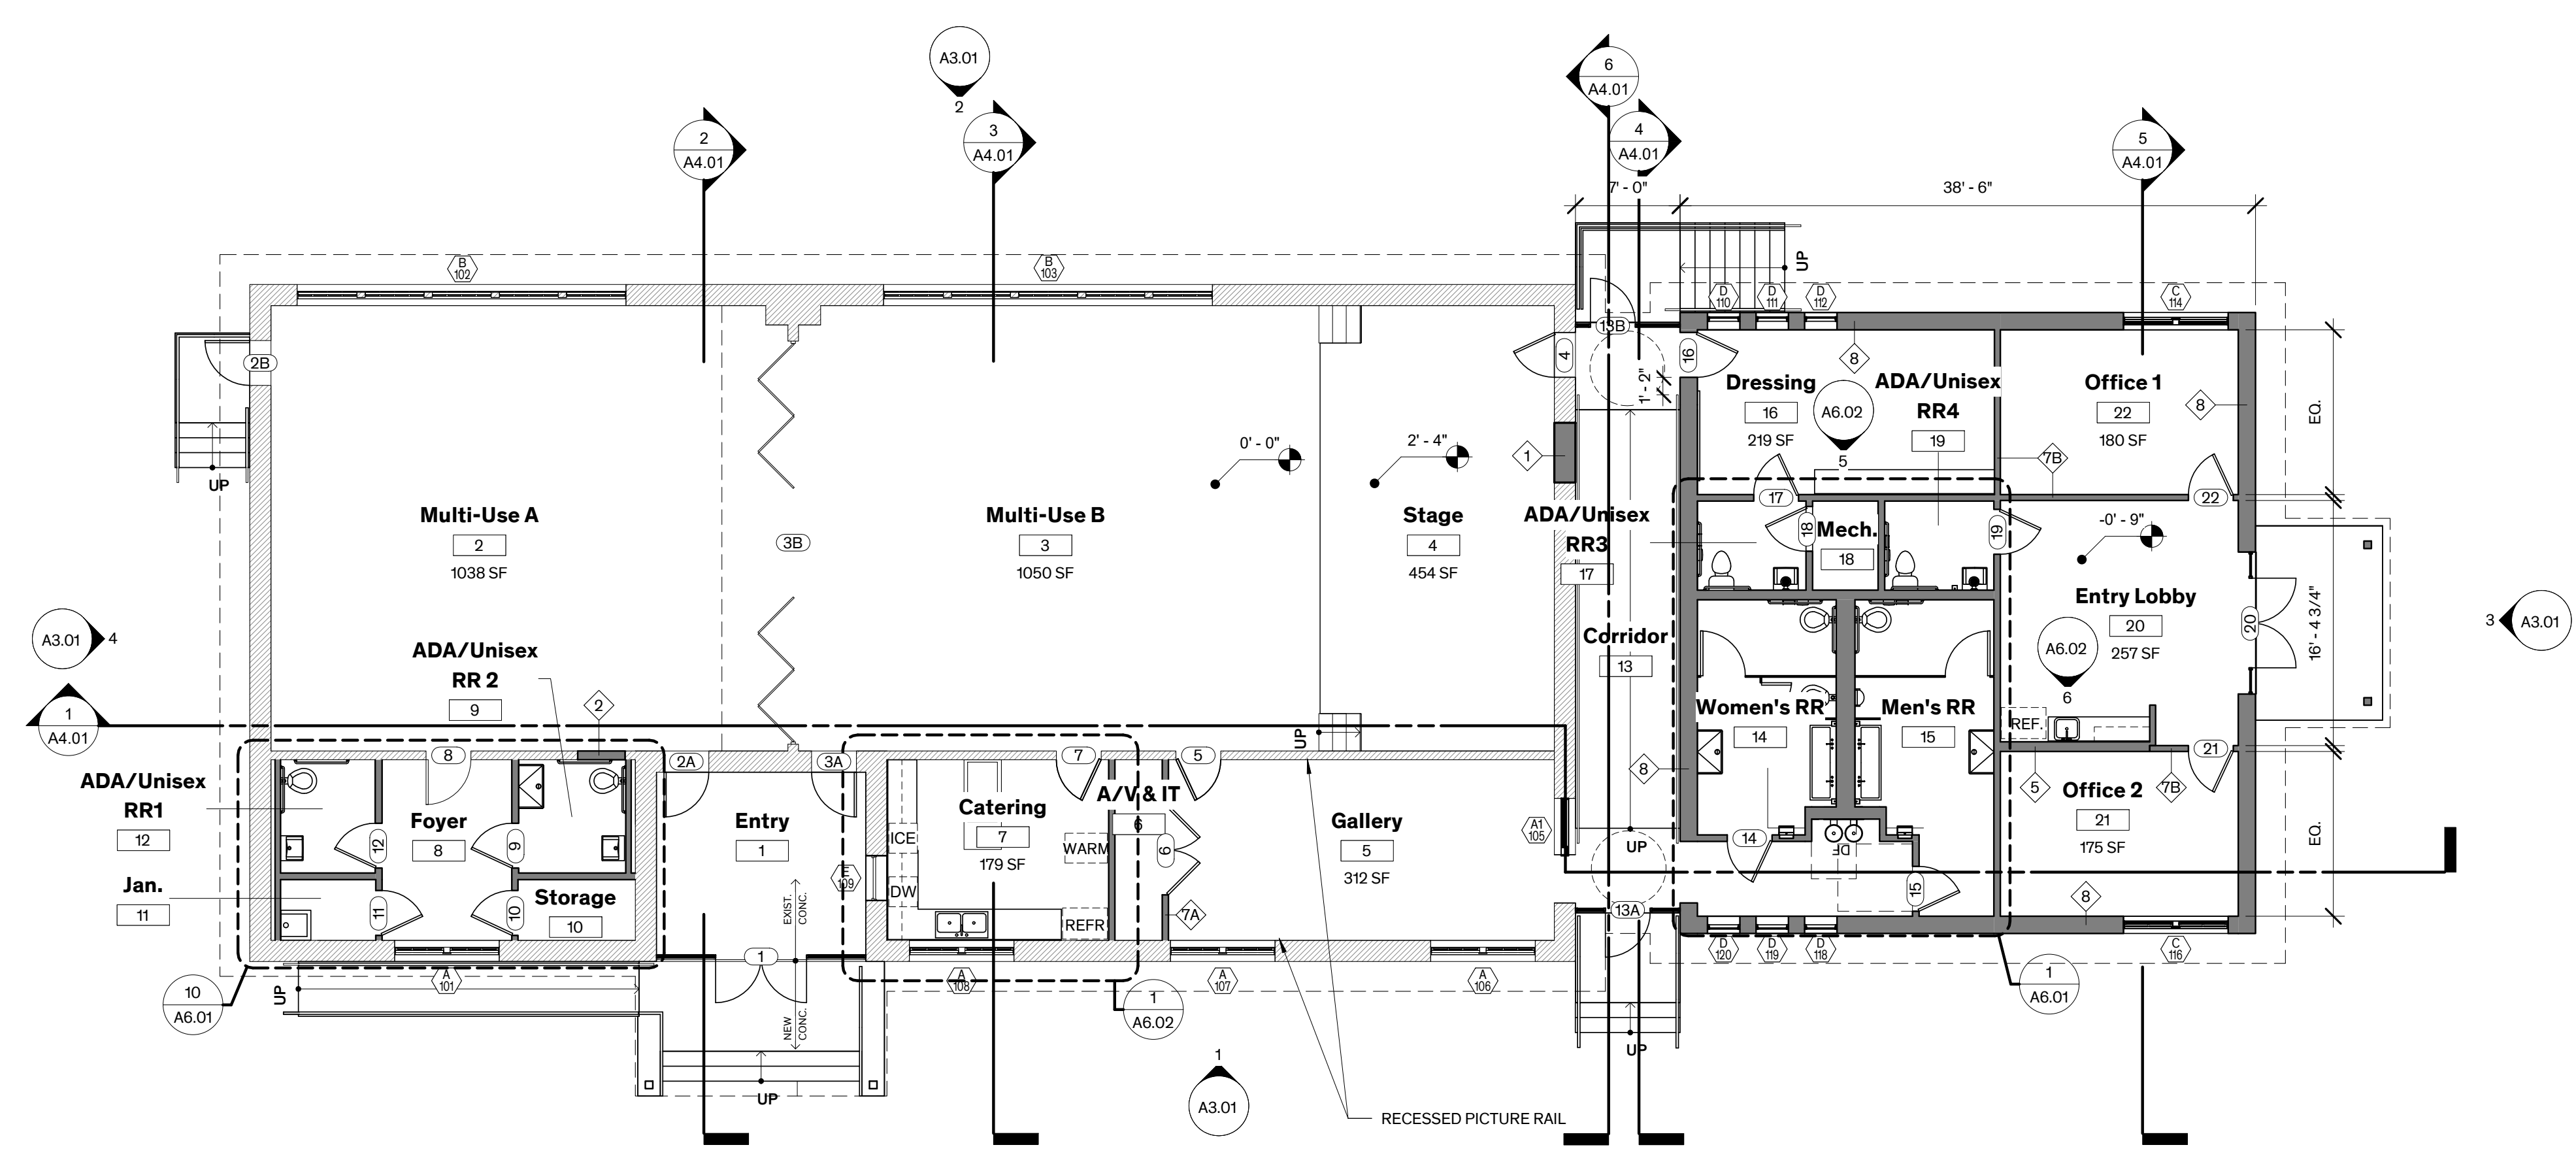 A3.01
2
6
A4.01
4
A4.01
2
A4.01
3
A4.01
5
A4.01
7' - 0"
38' - 6"
B
102
B
103
UP
D
110
D
111
D
112
C
114
2B
13B
4
16
8
1' - 2"
Dressing
16
219 SF
A6.02
5
ADA/Unisex
RR4
19
Office 1
22
180 SF
8
EQ.
UP
0' - 0"
2' - 4"
1
7B
17
22
Multi-Use A
2
1038 SF
3B
Multi-Use B
3
1050 SF
Stage
4
454 SF
ADA/Unisex
RR3
17
18
Mech.
18
19
-0' - 9"
Entry Lobby
20
257 SF
20
16' - 4 3/4"
A3.01
4
3
A3.01
Corridor
13
A6.02
6
ADA/Unisex
RR 2
9
2
1
A4.01
Women's RR
14
Men's RR
15
REF.
UP
8
2A
3A
7
5
8
21
5
7B
ADA/Unisex
RR1
12
12
Foyer
8
9
Entry
1
Catering
7
179 SF
ICE
WARM
DW
REFR
A/V & IT
6
6
Gallery
5
312 SF
A1
105
UP
14
DF
15
Office 2
21
175 SF
EQ.
Jan.
11
11
10
Storage
10
E
109
EXIST.
CONC.
7A
13A
8
D
120
D
119
D
118
C
116
1
A
101
A
108
A
107
A
106
UP
10
A6.01
NEW
CONC.
1
A6.02
1
A6.01
UP
UP
1
A3.01
RECESSED PICTURE RAIL